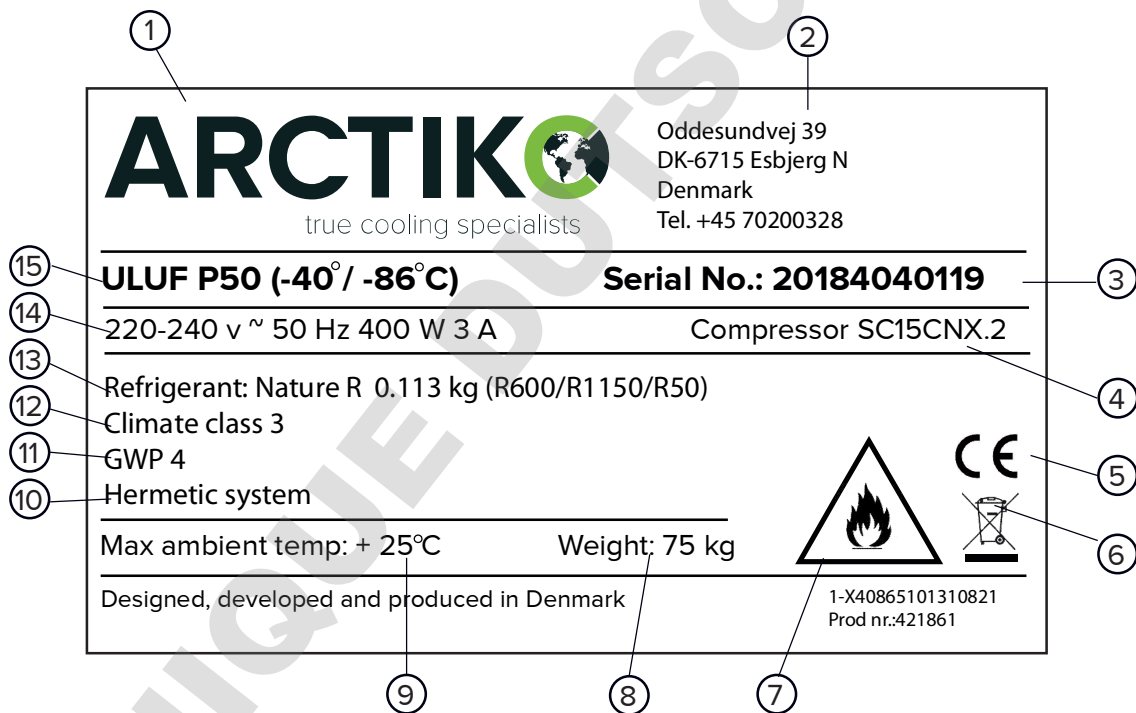 1
2
ARCTIKO
true cooling specialists
Oddesundvej 39
DK-6715 Esbjerg N
Denmark
Tel. +45 70200328
15
ULUF P50 (-40°/ -86°C)
Serial No.: 20184040119
3
14
220-240 v ~ 50 Hz 400 W 3 A
Compressor SC15CNX.2
4
13
Refrigerant: Nature R 0.113 kg (R600/R1150/R50)
12
Climate class 3
11
GWP 4
10
Hermetic system
CE
5
6
Max ambient temp: + 25°C
Weight: 75 kg
Designed, developed and produced in Denmark
1-X40865101310821
Prod nr.:421861
9
8
7
NIQUE DUTSC